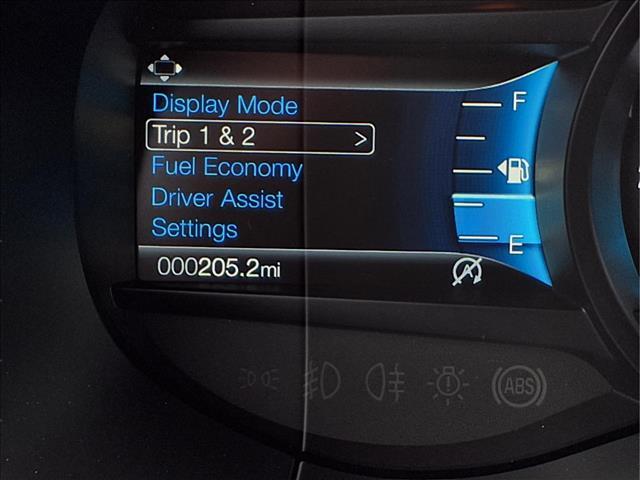 Display Mode
F
Trip 1 & 2 >
Fuel Economy
Driver Assist
Settings
E
000205.2mi
A
ABS